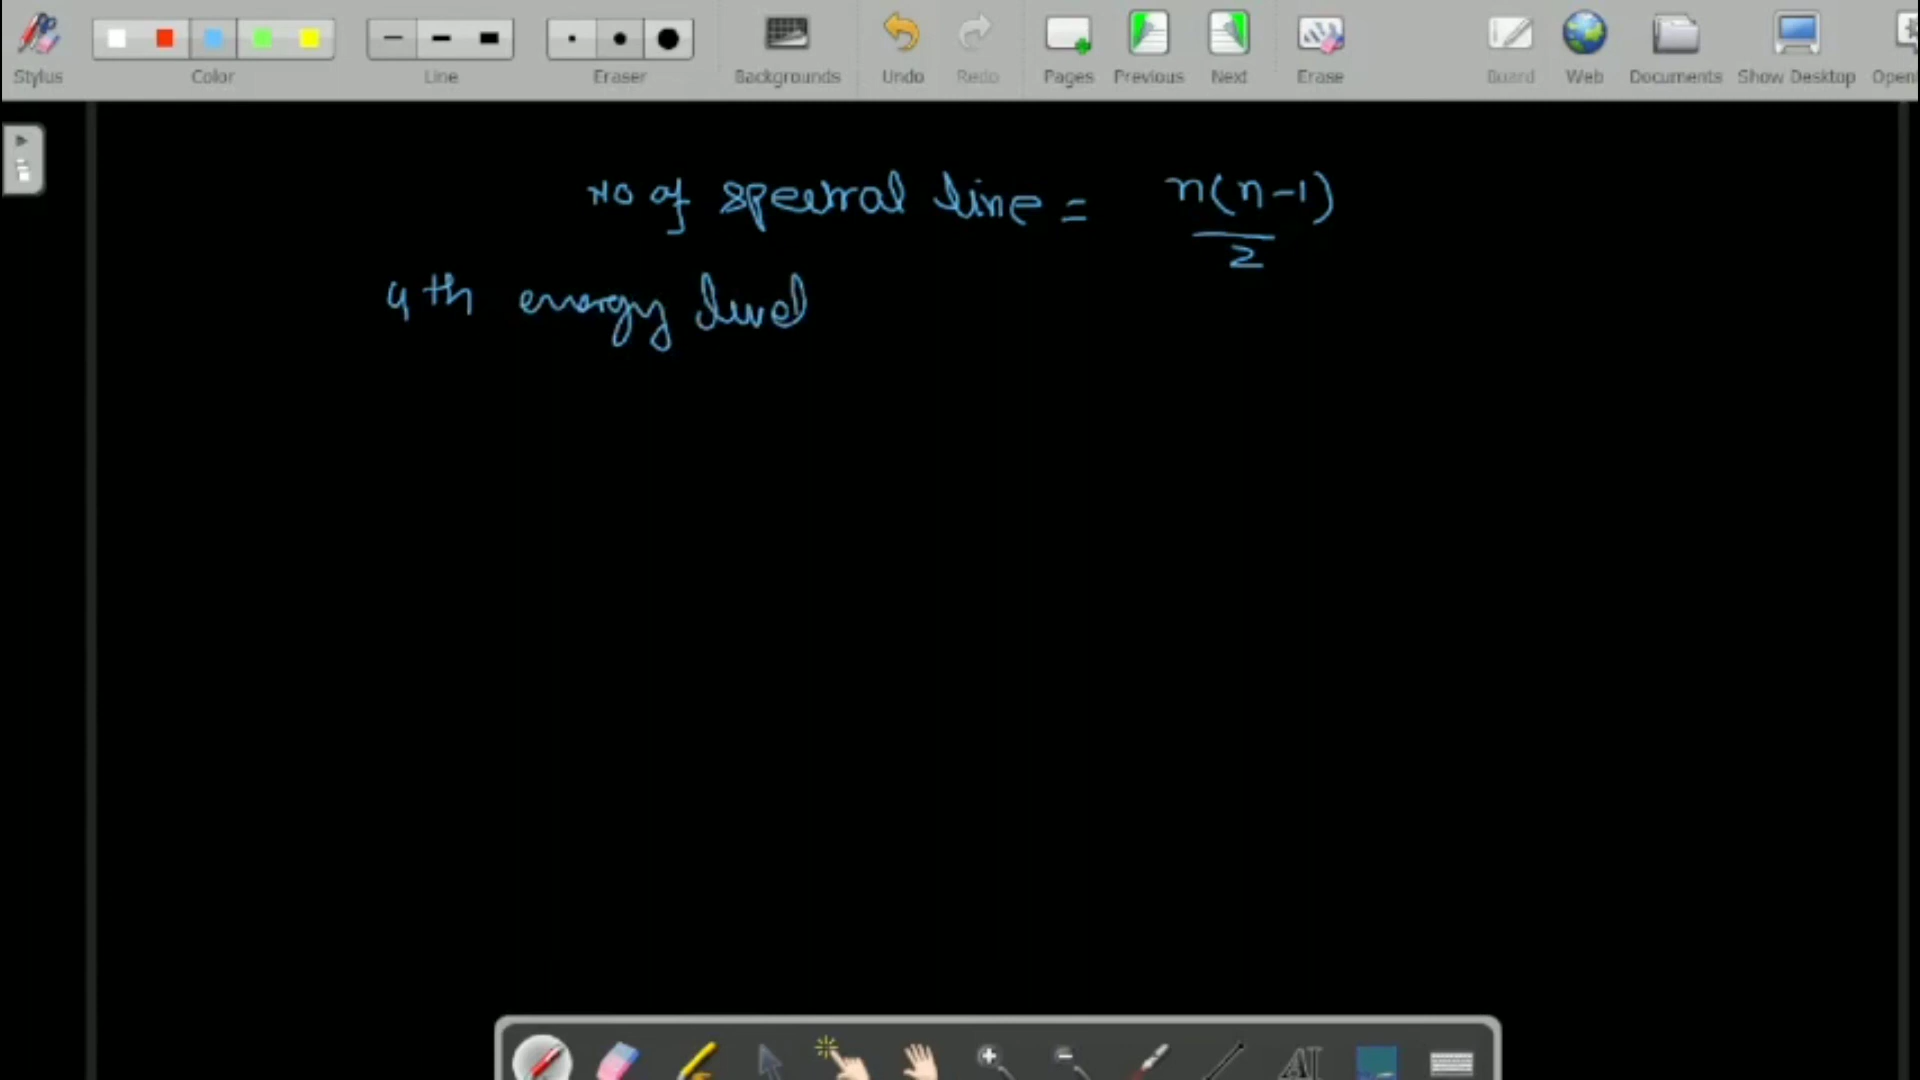 Stylus Color Line Eraser Backgrounds Undo Redo Pages Previous Next Erase Board Web Documents Show Desktop
No of spectral line = n(n-1)/2
4th energy level